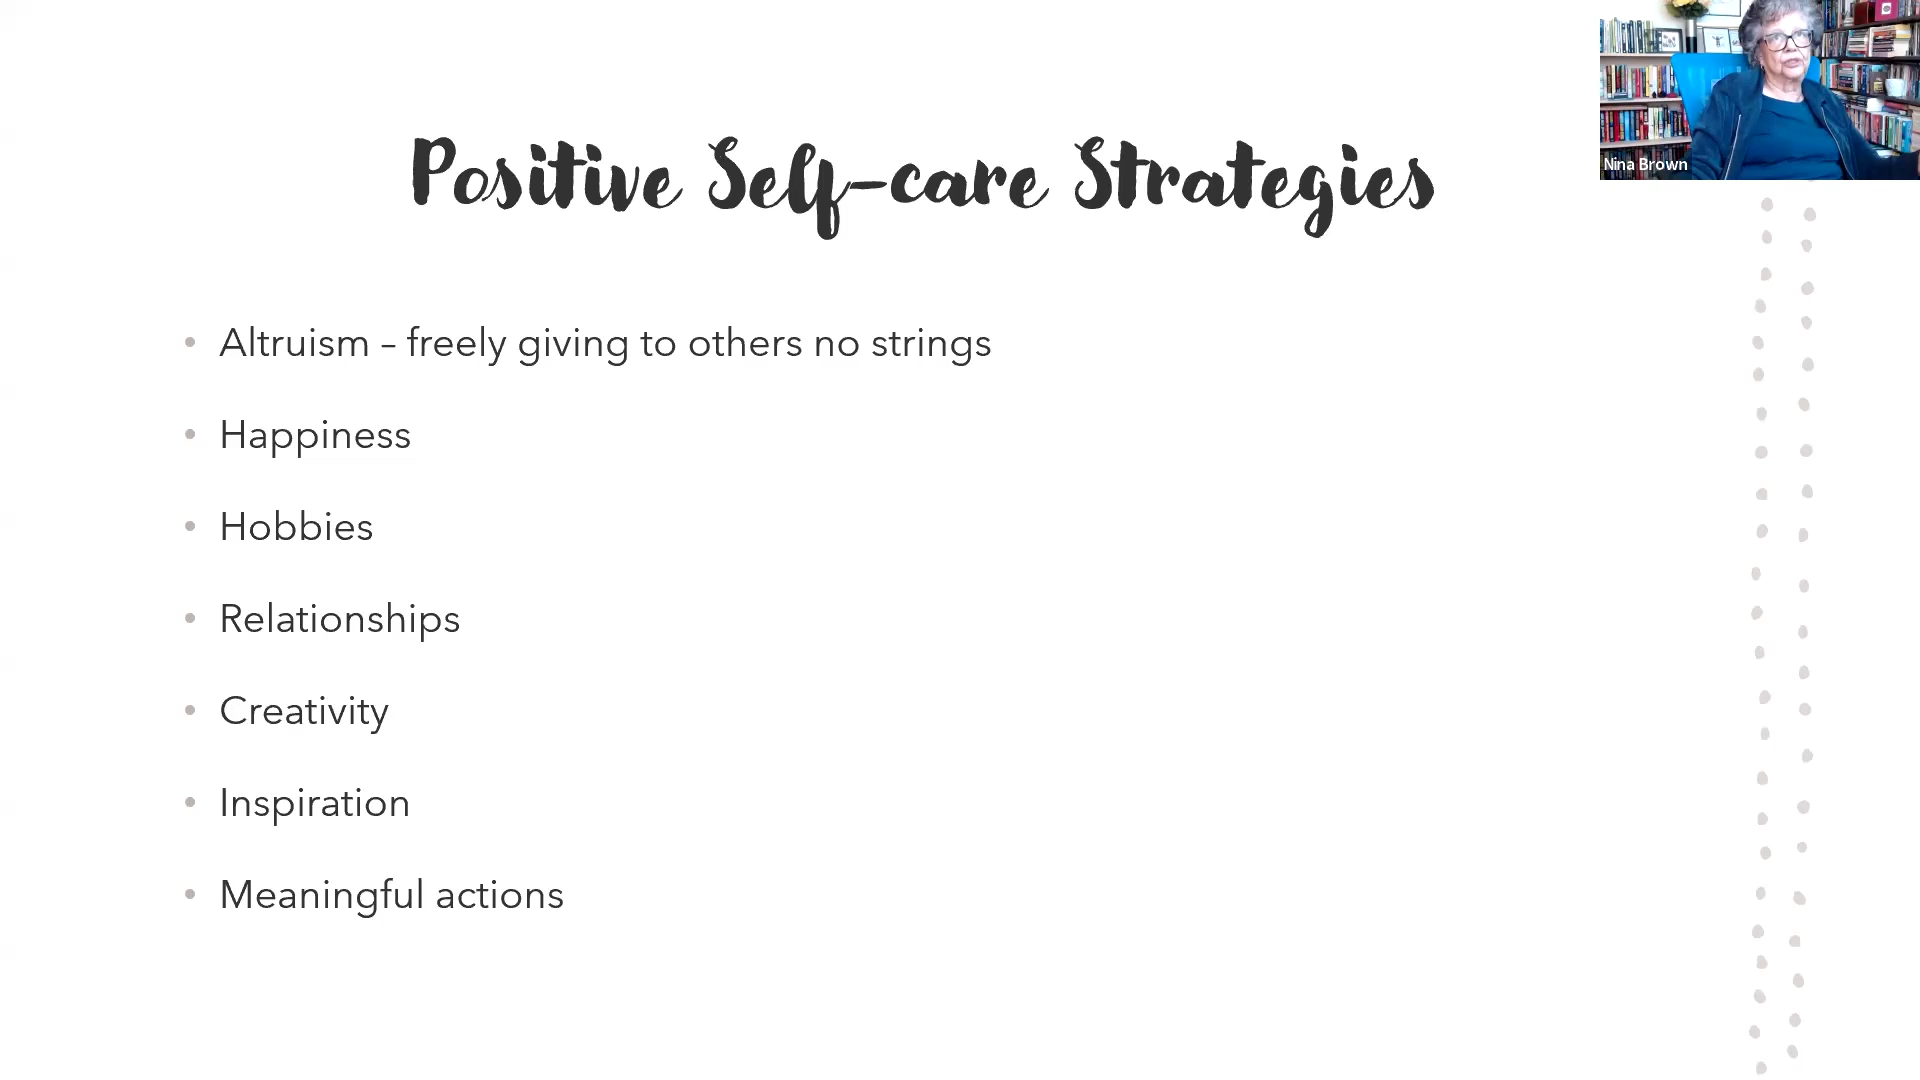 Nina Brown
Positive Self-care Strategies
• Altruism – freely giving to others no strings
• Happiness
• Hobbies
• Relationships
• Creativity
• Inspiration
• Meaningful actions